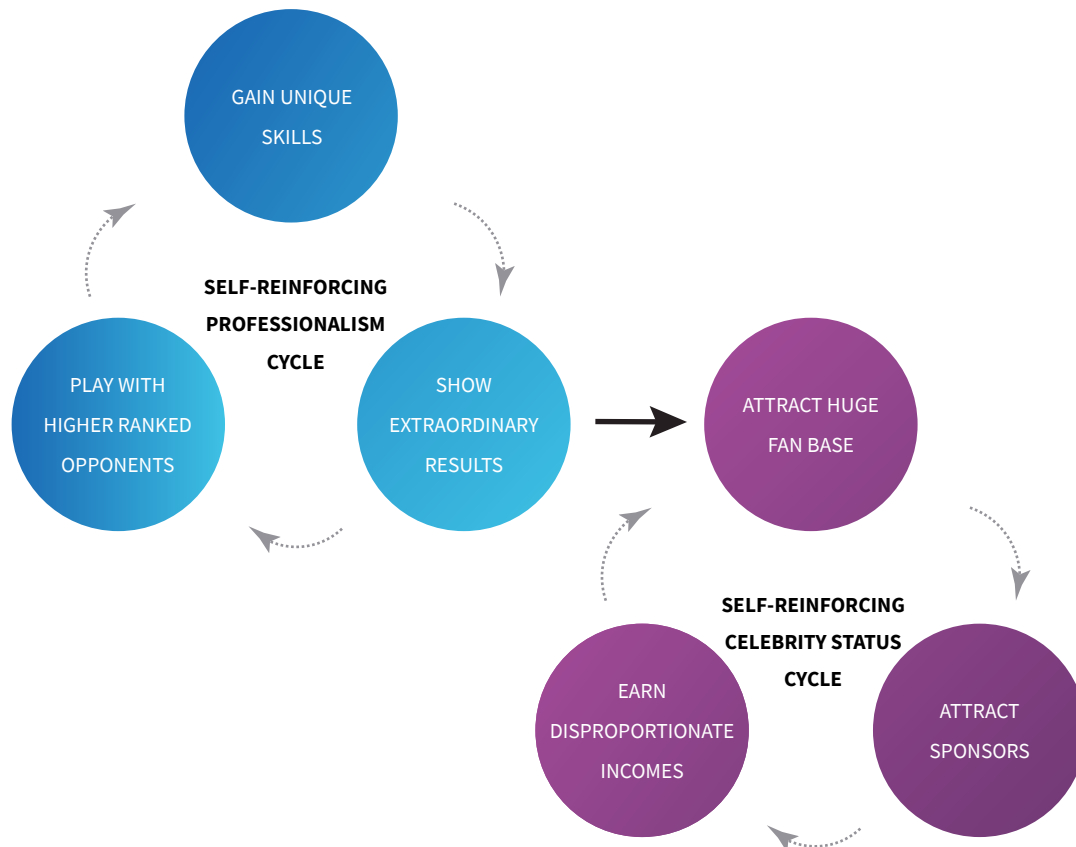 GAIN UNIQUE
SKILLS
SELF-REINFORCING
PROFESSIONALISM
CYCLE
PLAY WITH
HIGHER RANKED
OPPONENTS
SHOW
EXTRAORDINARY
RESULTS
ATTRACT HUGE
FAN BASE
SELF-REINFORCING
CELEBRITY STATUS
CYCLE
EARN
DISPROPORTIONATE
INCOMES
ATTRACT
SPONSORS